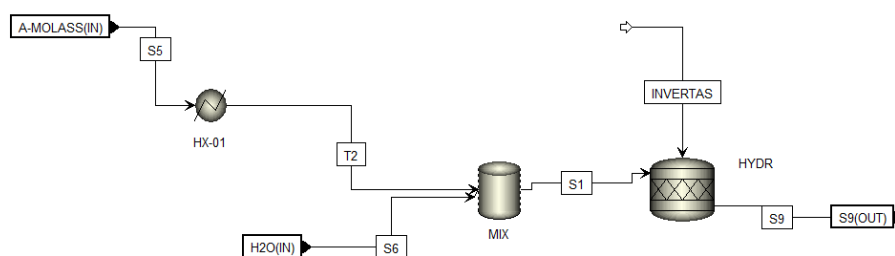 A-MOLASS(IN)
S5
HX-01
T2
H2O(IN)
S6
MIX
S1
INVERTAS
HYDR
S9
S9(OUT)